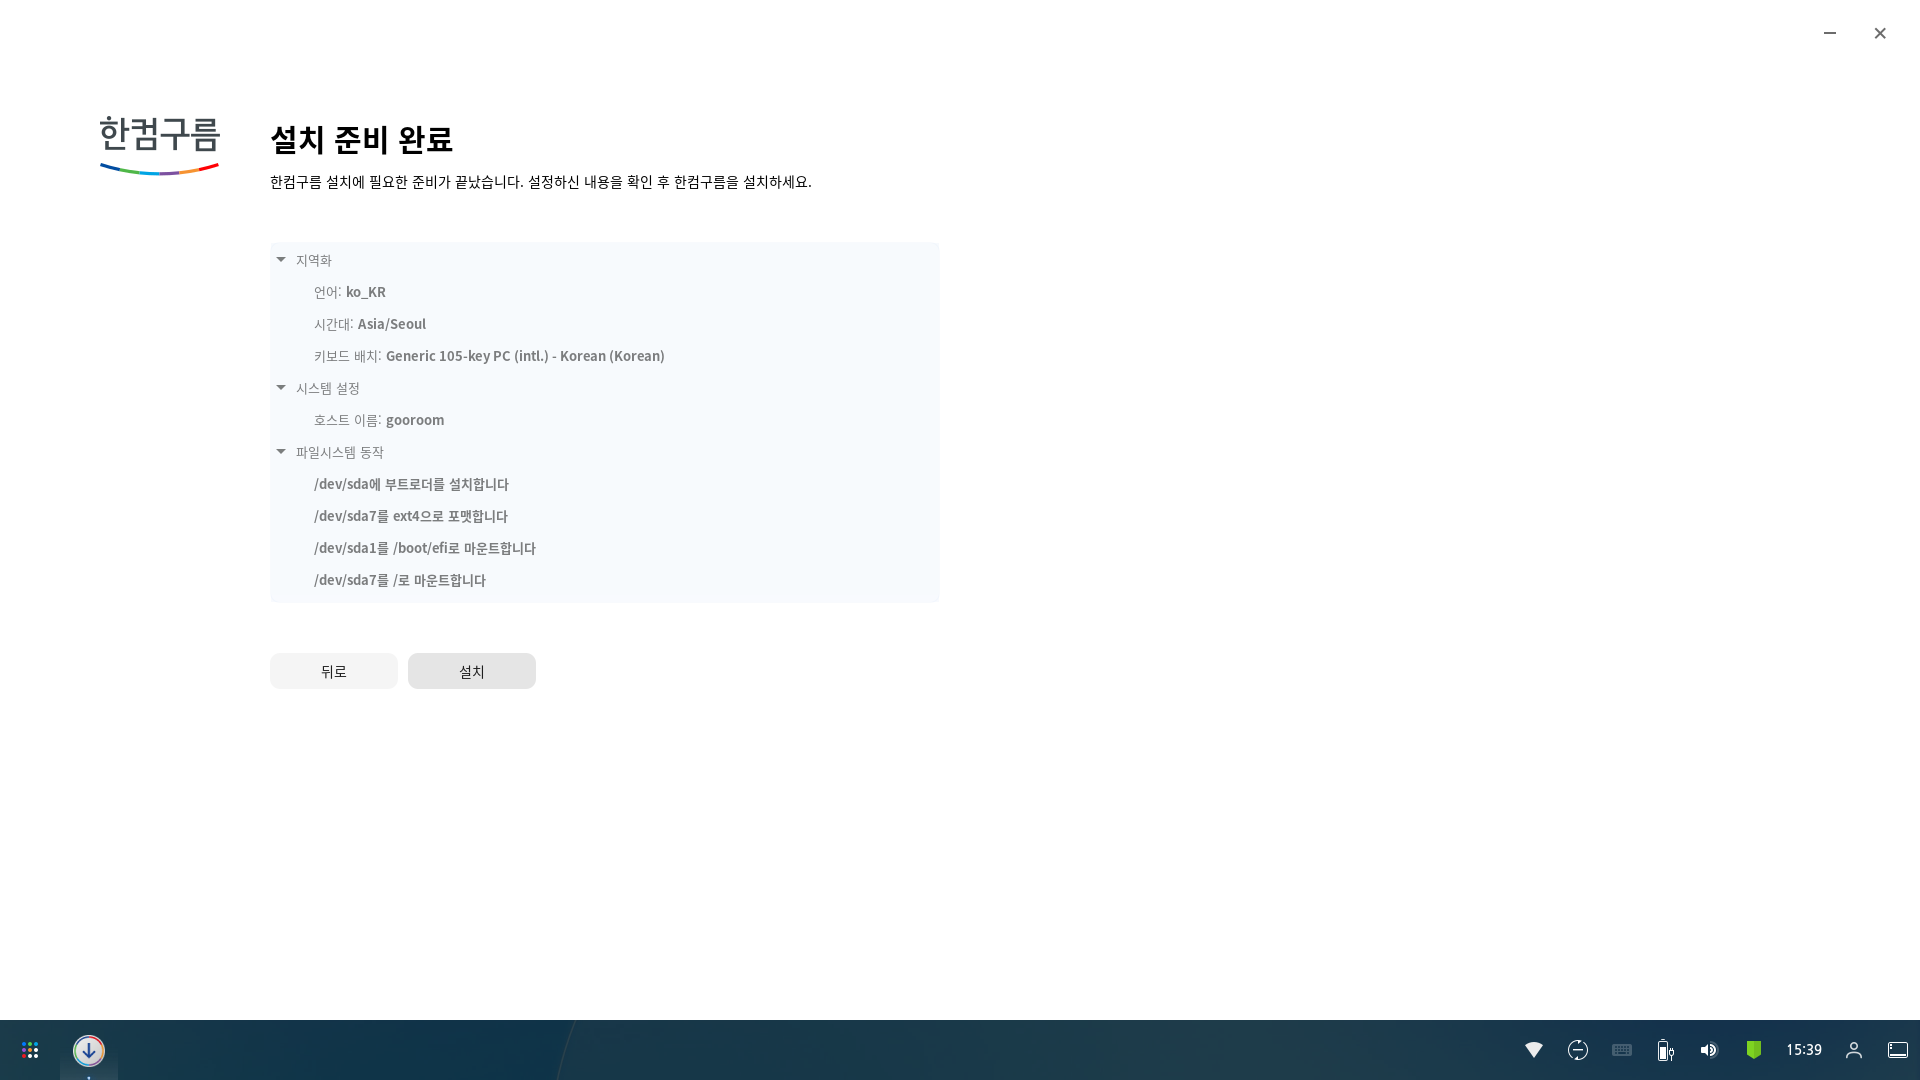 한컴구름
설치 준비 완료
한컴구름 설치에 필요한 준비가 끝났습니다. 설정하신 내용을 확인 후 한컴구름을 설치하세요.
지역화
언어: ko_KR
시간대: Asia/Seoul
키보드 배치: Generic 105-key PC (intl.) - Korean (Korean)
시스템 설정
호스트 이름: gooroom
파일시스템 동작
/dev/sda에 부트로더를 설치합니다
/dev/sda7를 ext4으로 포맷합니다
/dev/sda1를 /boot/efi로 마운트합니다
/dev/sda7를 /로 마운트합니다
뒤로
설치
15:39